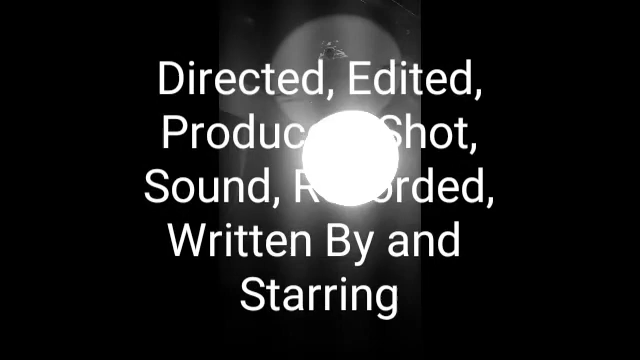 Directed, Edited,
Shot,
Sound,
Written By and
Starring